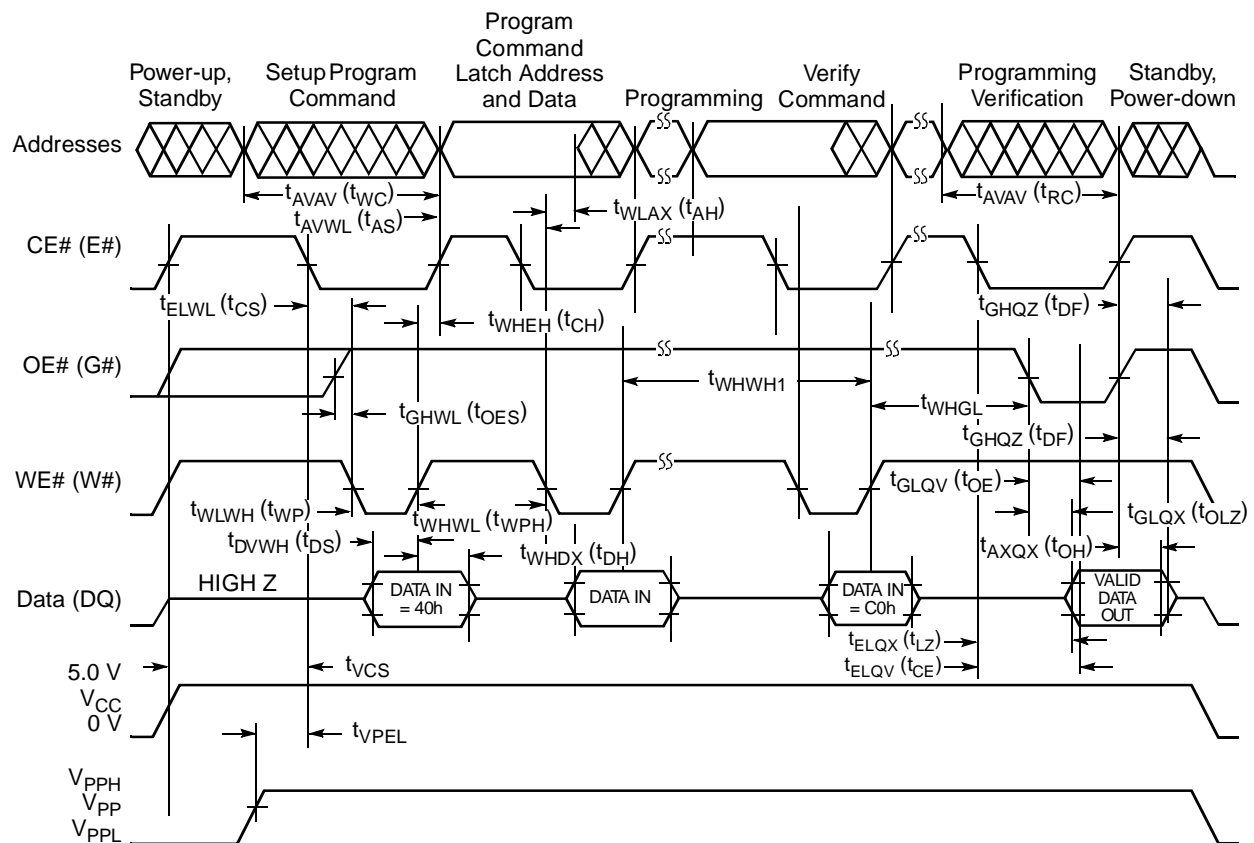 Power-up,
Standby
Setup Program
Command
Program
Command
Latch Address
and Data
Programming
Verify
Command
Programming
Verification
Standby,
Power-down
Addresses
tAVAV (tWC)
tAVWL (tAS)
tWLAX (tAH)
tAVAV (tRC)
CE# (E#)
tELWL (tCS)
tWHEH (tCH)
tGHQZ (tDF)
OE# (G#)
tWHWH1
tGHWL (tOES)
tWHGL
tGHQZ (tDF)
WE# (W#)
tGLQV (tOE)
tWLWH (tWP)
tWHWL (tWPH)
tGLQX (tOLZ)
tDVWH (tDS)
tWHDX (tDH)
tAXQX (tOH)
Data (DQ)
HIGH Z
DATA IN
= 40h
DATA IN
DATA IN
= C0h
VALID
DATA
OUT
tELQX (tLZ)
tELQV (tCE)
5.0 V
VCC
0 V
tVCS
tVPEL
VPPH
VPP
VPPL